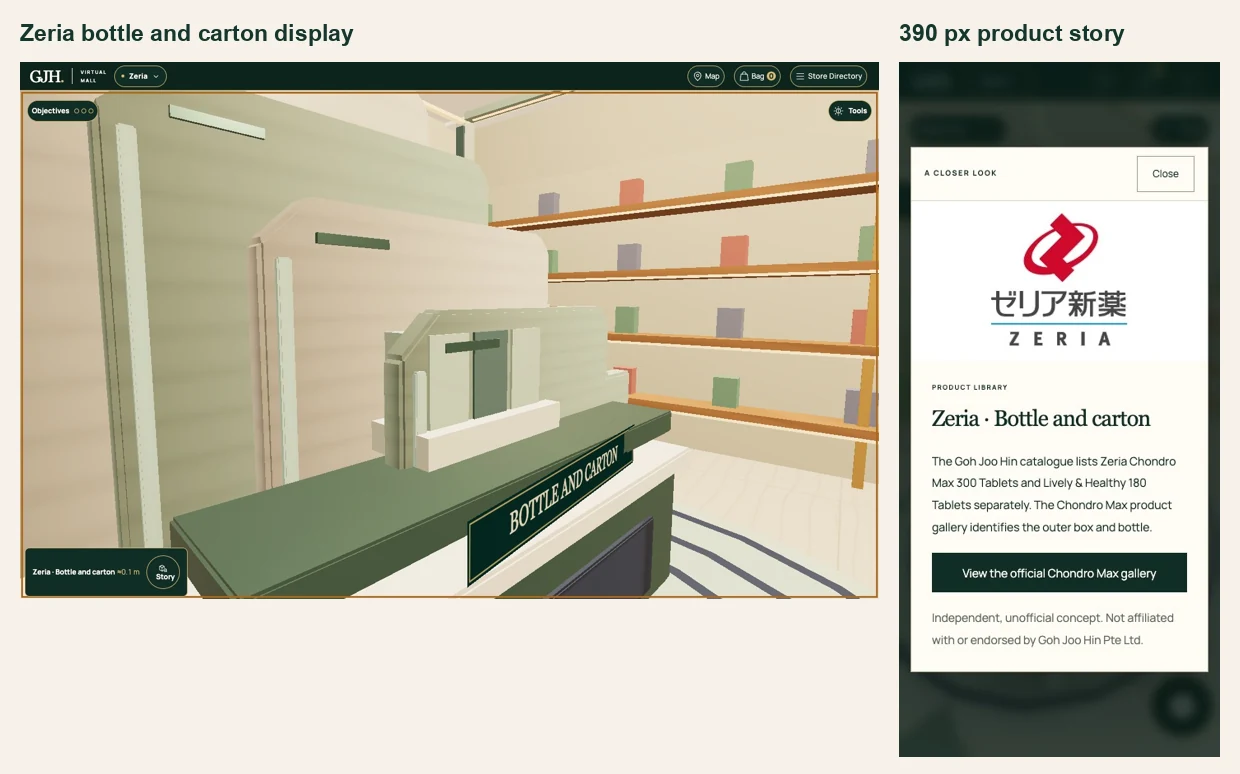 Zeria bottle and carton display
GJH.
VIRTUAL
MALL
Zeria
Map
Bag 0
Store Directory
Objectives
Tools
BOTTLE AND CARTON
Zeria · Bottle and carton ≈0.1 m
Story
390 px product story
A CLOSER LOOK
Close
ゼリア新薬
ZERIA
PRODUCT LIBRARY
Zeria · Bottle and carton
The Goh Joo Hin catalogue lists Zeria Chondro
Max 300 Tablets and Lively & Healthy 180
Tablets separately. The Chondro Max product
gallery identifies the outer box and bottle.
View the official Chondro Max gallery
Independent, unofficial concept. Not affiliated
with or endorsed by Goh Joo Hin Pte Ltd.